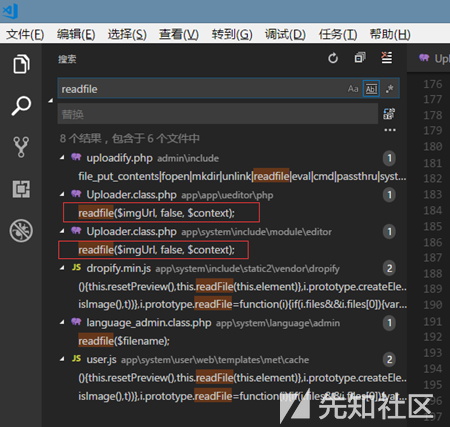 文件(F) 编辑(E) 选择(S) 查看(V) 转到(G) 调试(D) 任务(T) 帮助(H)
搜索
Upl
readfile Aa Abl .*
替换
...
8 个结果，包含于 6 个文件中
uploadify.php admin\include 1
file_put_contents|fopen|mkdir|unlink|readfile|eval|cmd|passthru|syst...
Uploader.class.php app\app\ueditor\php 1
readfile($imgUrl, false, $context);
Uploader.class.php app\system\include\module\editor 1
readfile($imgUrl, false, $context);
JS dropify.min.js app\system\include\static2\vendor\dropify 2
(){this.resetPreview(),this.readFile(this.element)},i.prototype.createEle...
isImage(),t))},i.prototype.readFile=function(i){if(i.files&&i.files[0]){var...
language_admin.class.php app\system\language\admin 1
readfile($filename);
JS user.js app\system\user\web\templates\met\cache 2
(){this.resetPreview(),this.readFile(this.element)},i.prototype.createEle...
isImage(),t))},i.prototype.readFile=function(i){if(i.files&&i.files[0]){var...
176
177
178
179
180
181
182
183
184
185
186
187
188
189
190
191
192
193
194
195
196
197
先知社区